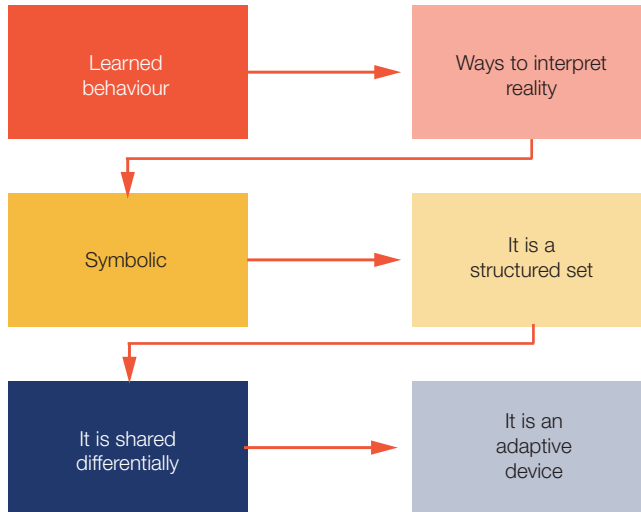 Learned
behaviour
Ways to interpret
reality
Symbolic
It is a
structured set
It is shared
differentially
It is an
adaptive
device